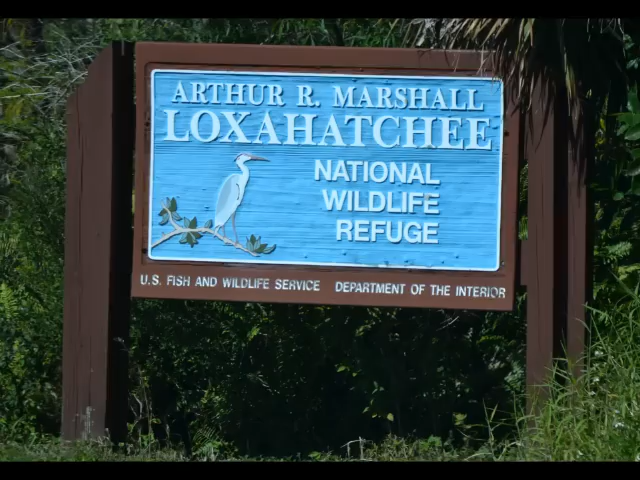 ARTHUR R. MARSHALL
LOXAHATCHEE
NATIONAL
WILDLIFE
REFUGE
U.S. FISH AND WILDLIFE SERVICE DEPARTMENT OF THE INTERIOR